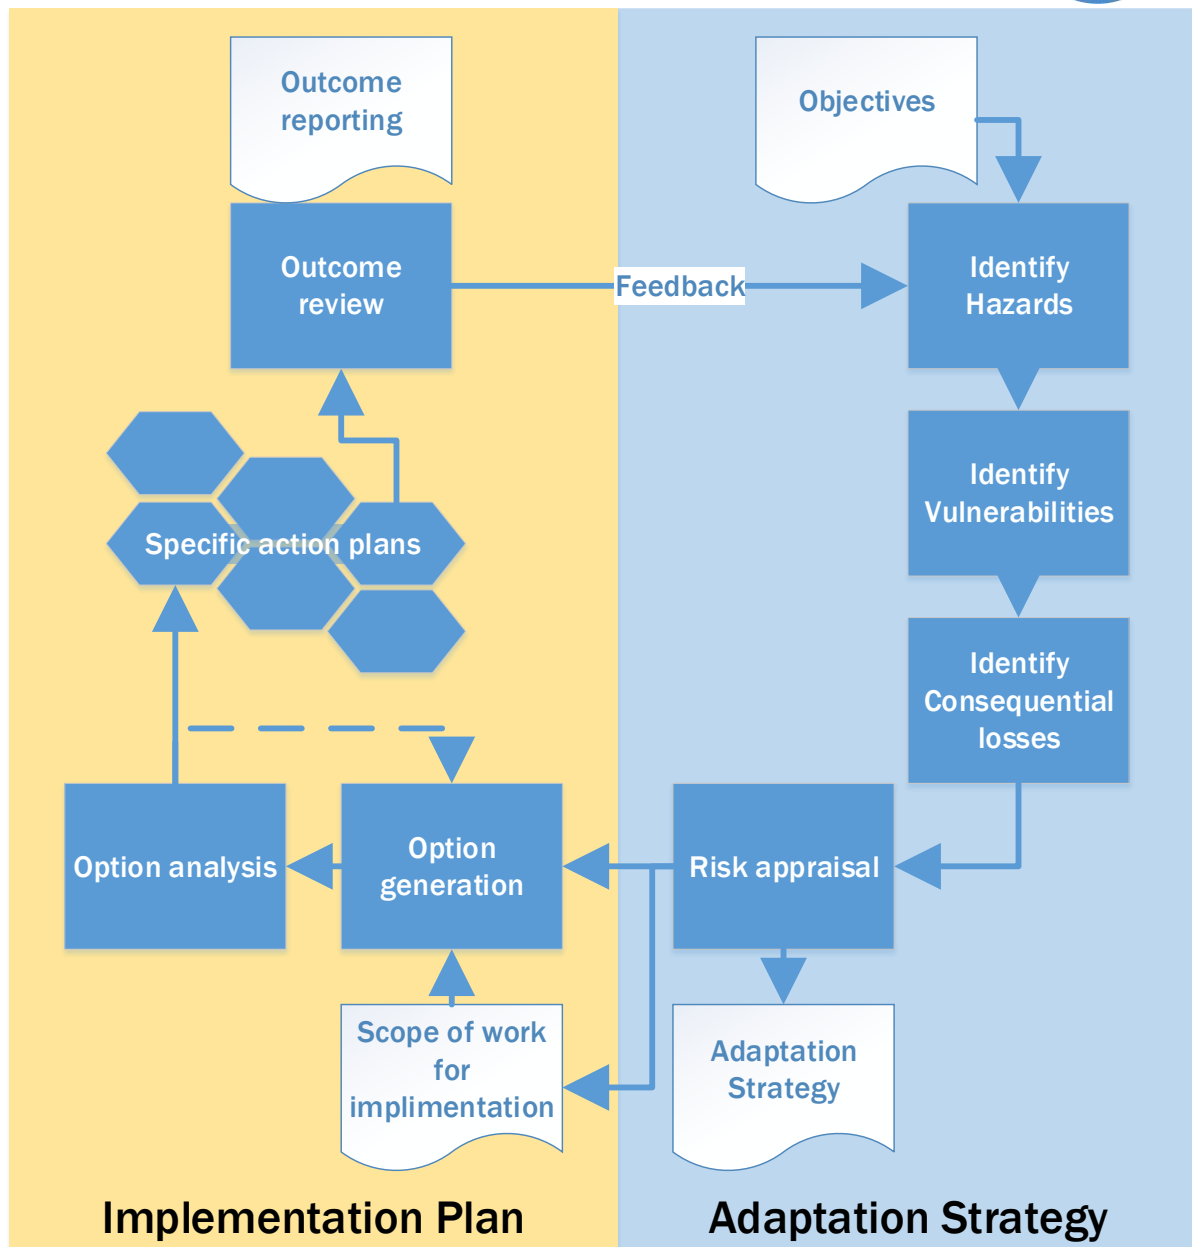 Outcome
reporting
Objectives
Outcome
review
Feedback
Identify
Hazards
Identify
Vulnerabilities
Specific action plans
Identify
Consequential
losses
Option analysis
Option
generation
Risk appraisal
Scope of work
for
implimentation
Adaptation
Strategy
Implementation Plan
Adaptation Strategy